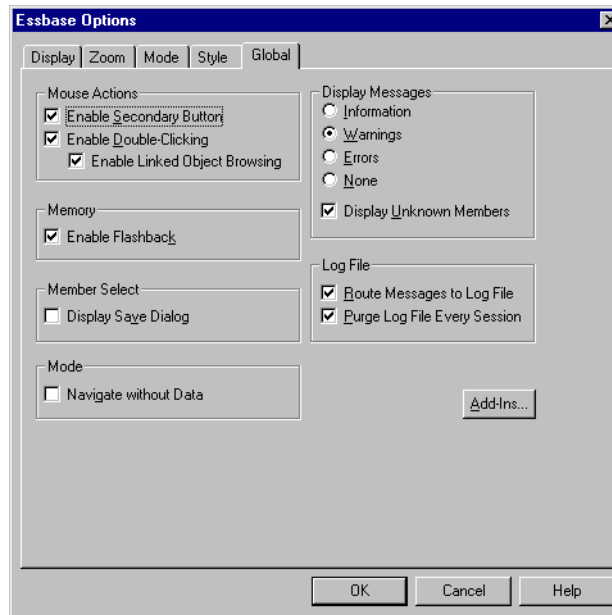 Essbase Options
Display Zoom Mode Style Global
Mouse Actions
Enable Secondary Button
Enable Double-Clicking
Enable Linked Object Browsing
Memory
Enable Flashback
Member Select
Display Save Dialog
Mode
Navigate without Data
Display Messages
Information
Warnings
Errors
None
Display Unknown Members
Log File
Route Messages to Log File
Purge Log File Every Session
Add-Ins...
OK Cancel Help